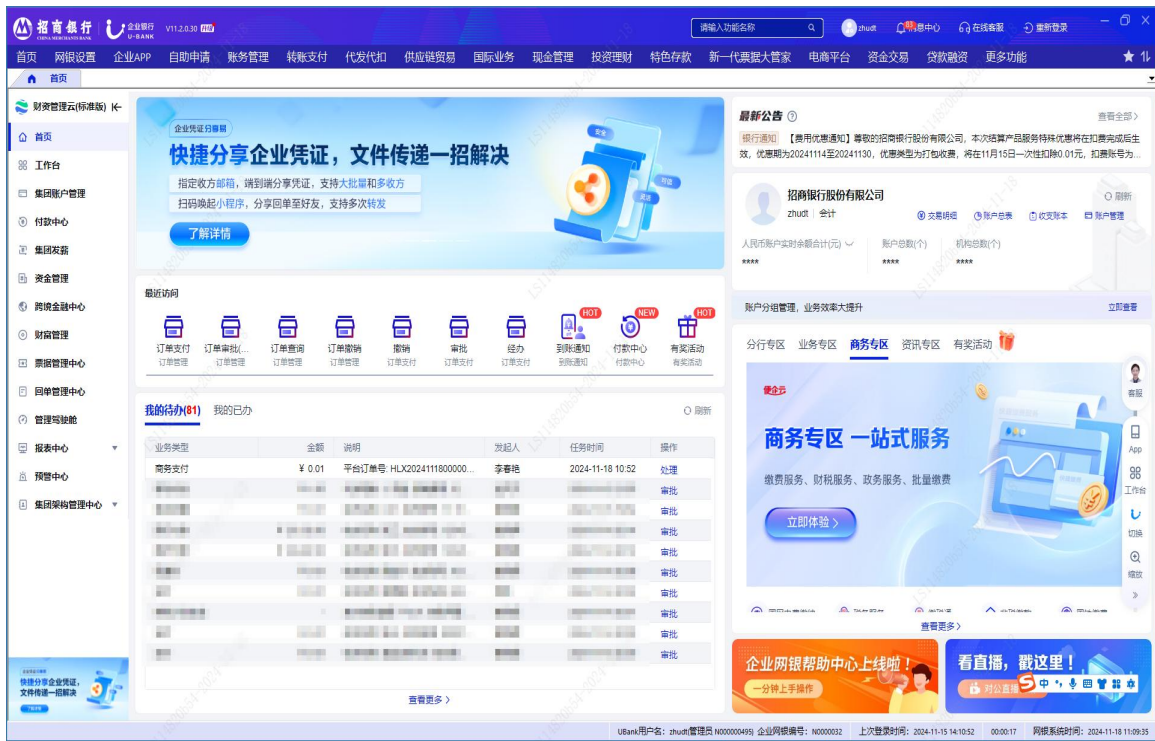 招商银行
CHINA MERCHANTS BANK
企业银行
U-BANK
V11.2.0.30
请输入功能名称
zhudt
在线客服
重新登录
首页 网银设置 企业APP 自助申请 账务管理 转账支付 代发代扣 供应链贸易 国际业务 现金管理 投资理财 特色存款 新一代票据大管家 电商平台 资金交易 贷款融资 更多功能
首页
财资管理云(标准版)
首页
工作台
集团账户管理
付款中心
集团发薪
资金管理
跨境金融中心
财富管理
票据管理中心
回单管理中心
管理驾驶舱
报表中心
预警中心
集团架构管理中心
快捷分享企业凭证,
文件传递一招解决
企业凭证分享易
快捷分享企业凭证，文件传递一招解决
指定收方邮箱，端到端分享凭证，支持大批量和多收方
扫码唤起小程序，分享回单至好友，支持多次转发
了解详情
安全
可信
灵活
最近访问
HOT NEW HOT
订单支付 订单审批(... 订单查询 订单撤销 撤销 审批 经办 到账通知 付款中心 有奖活动
订单管理 订单管理 订单管理 订单管理 订单支付 订单支付 订单支付 到账通知 付款中心 有奖活动
我的待办(81) 我的已办 刷新
业务类型 金额 说明 发起人 任务时间 操作
商务支付 ¥ 0.01 平台订单号: HLX2024111800000... 李春艳 2024-11-18 10:52 处理
审批
审批
审批
审批
审批
审批
审批
审批
审批
查看更多
最新公告 查看全部
银行通知 【费用优惠通知】尊敬的招商银行股份有限公司，本次结算产品服务特殊优惠将在扣费完成后生
效，优惠期为20241114至20241130，优惠类型为打包收费，将在11月15日一次性扣除0.01元，扣费账号为...
招商银行股份有限公司 刷新
zhudt 会计 交易明细 账户总表 收支账本 账户管理
人民币账户实时余额合计(元) 账户总数(个) 机构总数(个)
**** **** ****
账户分组管理，业务效率大提升 立即查看
分行专区 业务专区 商务专区 资讯专区 有奖活动
便企云
商务专区 一站式服务
缴费服务、财税服务、政务服务、批量缴费
立即体验
查看更多
客服
App
工作台
切换
缩放
企业网银帮助中心上线啦！
一分钟上手操作
看直播，戳这里！
对公直播
中
UBank用户名：zhudt(管理员 N000000495) 企业网银编号：N0000032 上次登录时间：2024-11-15 14:10:52 00:00:17 网银系统时间：2024-11-18 11:09:35